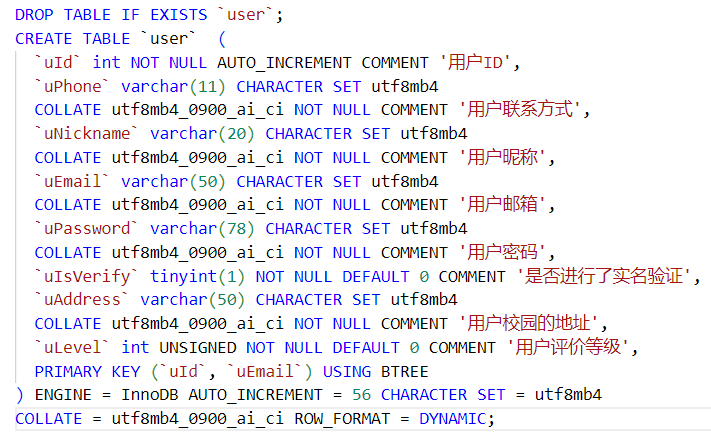 DROP TABLE IF EXISTS `user`;
CREATE TABLE `user`  (
  `uId` int NOT NULL AUTO_INCREMENT COMMENT '用户ID',
  `uPhone` varchar(11) CHARACTER SET utf8mb4
  COLLATE utf8mb4_0900_ai_ci NOT NULL COMMENT '用户联系方式',
  `uNickname` varchar(20) CHARACTER SET utf8mb4
  COLLATE utf8mb4_0900_ai_ci NOT NULL COMMENT '用户昵称',
  `uEmail` varchar(50) CHARACTER SET utf8mb4
  COLLATE utf8mb4_0900_ai_ci NOT NULL COMMENT '用户邮箱',
  `uPassword` varchar(78) CHARACTER SET utf8mb4
  COLLATE utf8mb4_0900_ai_ci NOT NULL COMMENT '用户密码',
  `uIsVerify` tinyint(1) NOT NULL DEFAULT 0 COMMENT '是否进行了实名验证',
  `uAddress` varchar(50) CHARACTER SET utf8mb4
  COLLATE utf8mb4_0900_ai_ci NOT NULL COMMENT '用户校园的地址',
  `uLevel` int UNSIGNED NOT NULL DEFAULT 0 COMMENT '用户评价等级',
  PRIMARY KEY (`uId`, `uEmail`) USING BTREE
) ENGINE = InnoDB AUTO_INCREMENT = 56 CHARACTER SET = utf8mb4
COLLATE = utf8mb4_0900_ai_ci ROW_FORMAT = DYNAMIC;